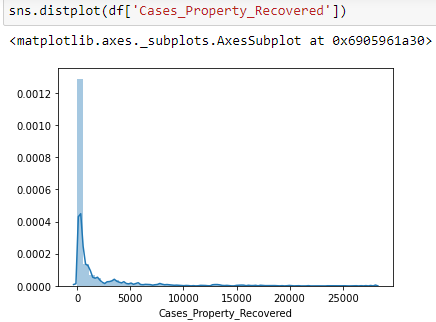 sns.distplot(df['Cases_Property_Recovered'])
<matplotlib.axes._subplots.AxesSubplot at 0x6905961a30>
0.0012
0.0010
0.0008
0.0006
0.0004
0.0002
0.0000
0 5000 10000 15000 20000 25000
Cases_Property_Recovered